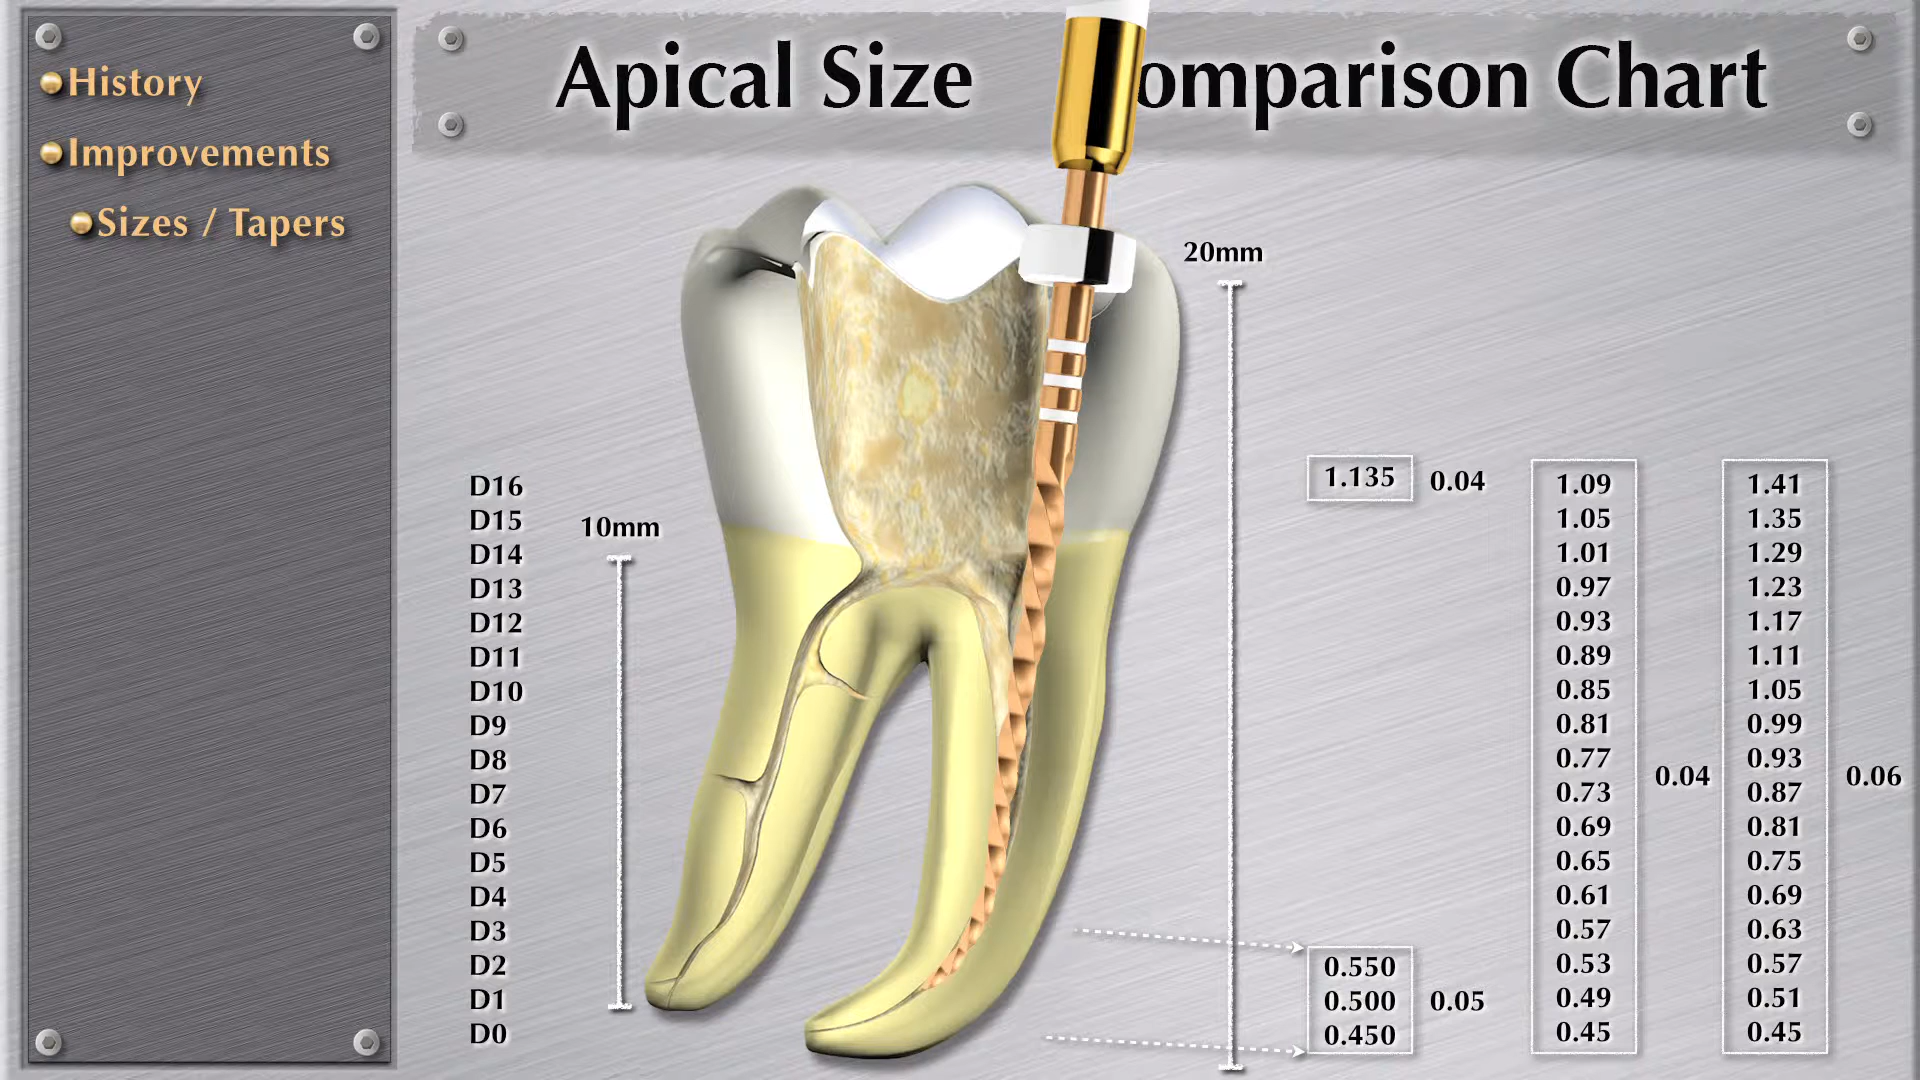 History
Improvements
Sizes / Tapers
Apical Size omparison Chart
20mm
10mm
D16
D15
D14
D13
D12
D11
D10
D9
D8
D7
D6
D5
D4
D3
D2
D1
D0
1.135 0.04
0.550
0.500 0.05
0.450
1.09
1.05
1.01
0.97
0.93
0.89
0.85
0.81
0.77
0.73
0.69
0.65
0.61
0.57
0.53
0.49
0.45
0.04
1.41
1.35
1.29
1.23
1.17
1.11
1.05
0.99
0.93
0.87
0.81
0.75
0.69
0.63
0.57
0.51
0.45
0.06